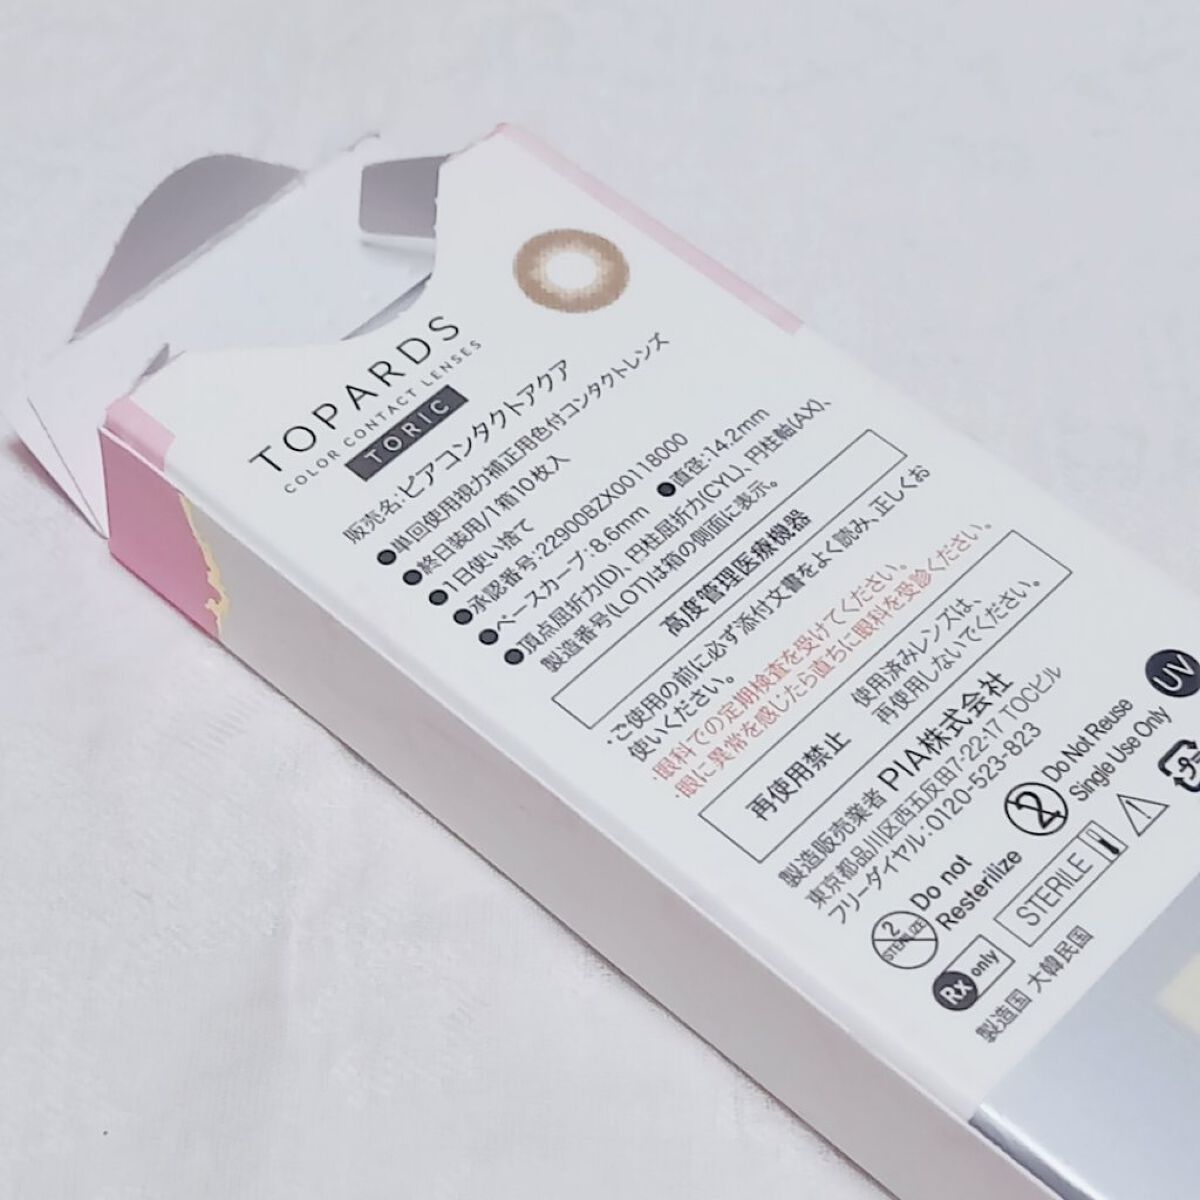 TOPARDS
COLOR CONTACT LENSES
TORIC
販売名:ピアコンタクトアクア
●単回使用視力補正用色付コンタクトレンズ
●終日装用/1箱10枚入
●1日使い捨て
●承認番号:22900BZX00118000
●ベースカーブ:8.6mm ●直径:14.2mm
●頂点屈折力(D)、円柱屈折力(CYL)、円柱軸(AX)、
製造番号(LOT)は箱の側面に表示。
高度管理医療機器
・ご使用の前に必ず添付文書をよく読み、正しくお
使いください。
・眼科での定期検査を受けてください。
・眼に異常を感じたら直ちに眼科を受診ください。
再使用禁止
使用済みレンズは、
再使用しないでください。
製造販売業者 PIA株式会社
東京都品川区西五反田7-22-17 TOCビル
フリーダイヤル:0120-523-823
2
STERILIZE
Do not
Resterilize
2
Do Not Reuse
Single Use Only
UV
Rx only
STERILE
製造国 大韓民国